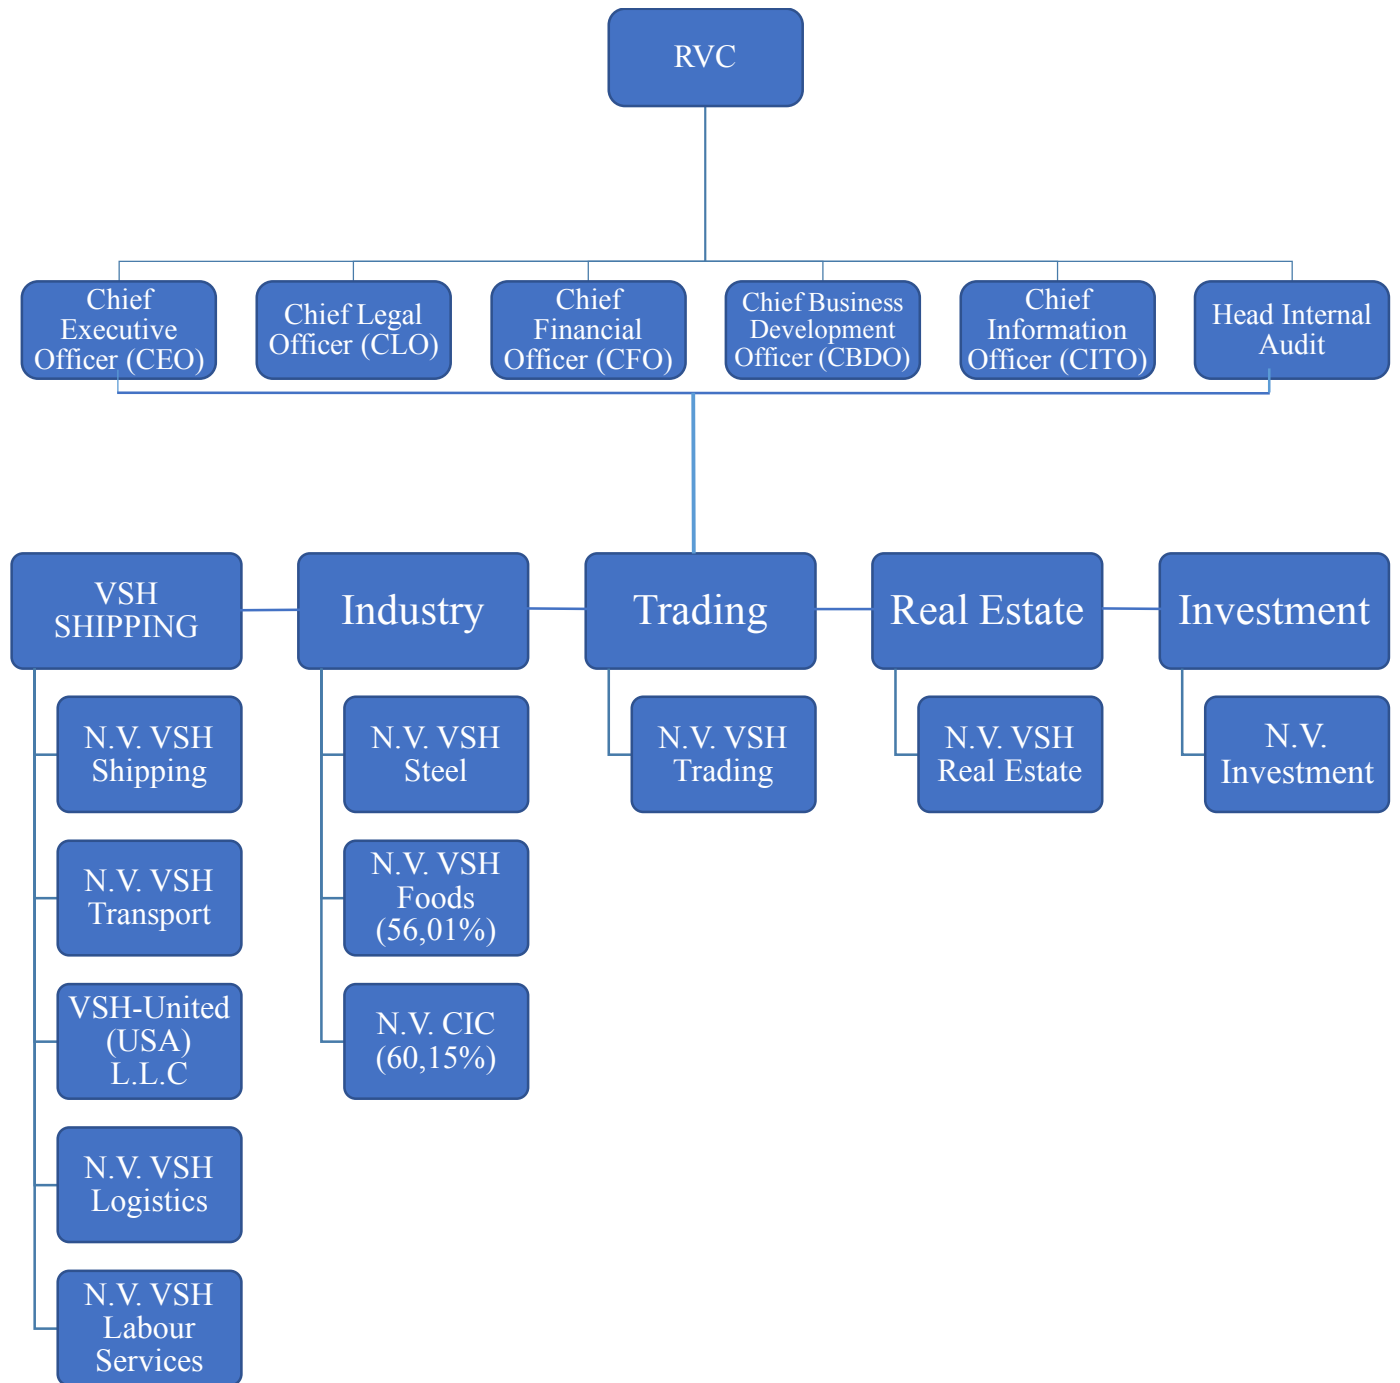 RVC
Chief
Executive
Officer (CEO)
Chief Legal
Officer (CLO)
Chief
Financial
Officer (CFO)
Chief Business
Development
Officer (CBDO)
Chief
Information
Officer (CITO)
Head Internal
Audit
VSH
SHIPPING
Industry
Trading
Real Estate
Investment
N.V. VSH
Shipping
N.V. VSH
Steel
N.V. VSH
Trading
N.V. VSH
Real Estate
N.V.
Investment
N.V. VSH
Transport
N.V. VSH
Foods
(56,01%)
VSH-United
(USA)
L.L.C
N.V. CIC
(60,15%)
N.V. VSH
Logistics
N.V. VSH
Labour
Services